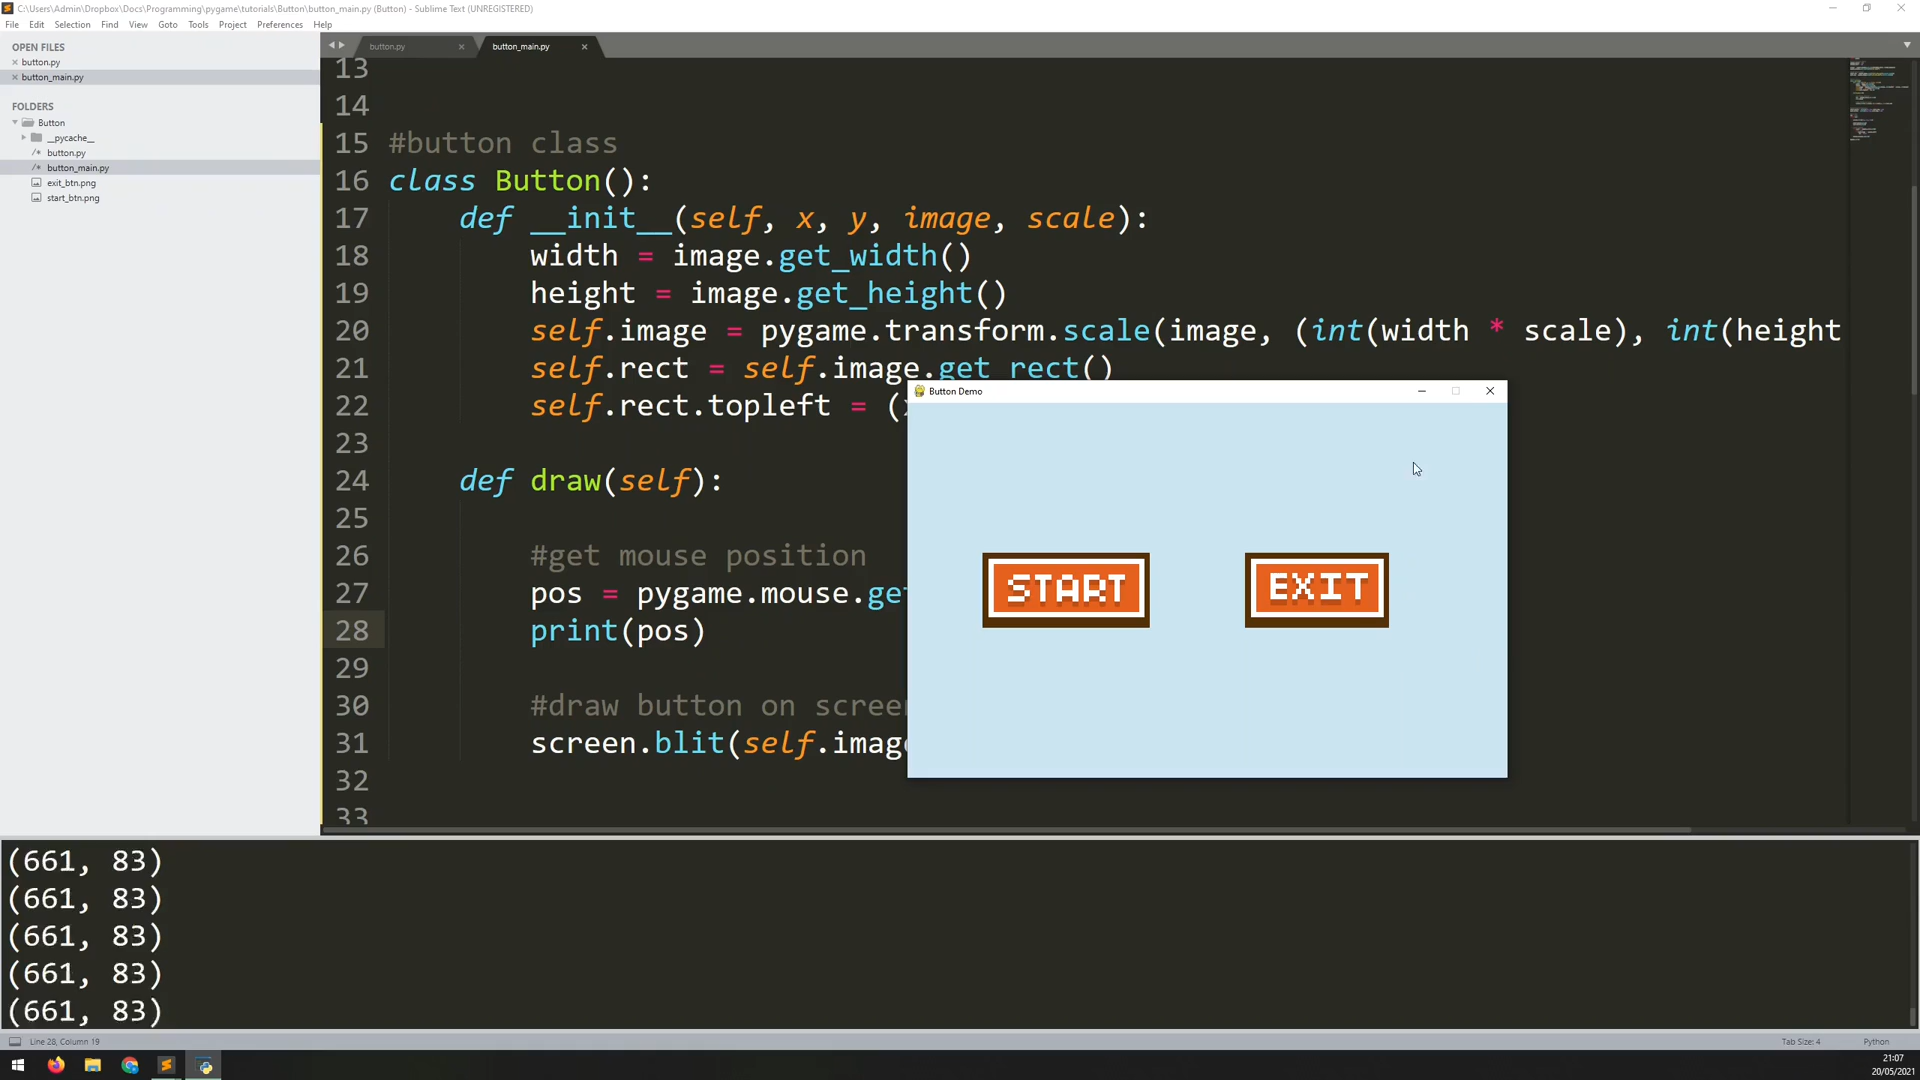 C:\Users\Admin\Dropbox\Docs\Programming\pygame\tutorials\Button\button_main.py (Button) - Sublime Text (UNREGISTERED)
File Edit Selection Find View Goto Tools Project Preferences Help
OPEN FILES
button.py
button_main.py
FOLDERS
Button
__pycache__
button.py
button_main.py
exit_btn.png
start_btn.png
button.py
button_main.py
13
14
15 #button class
16 class Button():
17 def __init__(self, x, y, image, scale):
18 width = image.get_width()
19 height = image.get_height()
20 self.image = pygame.transform.scale(image, (int(width * scale), int(height
21 self.rect = self.image.get_rect()
22 self.rect.topleft = (
23
24 def draw(self):
25
26 #get mouse position
27 pos = pygame.mouse.ge
28 print(pos)
29
30 #draw button on screen
31 screen.blit(self.imag
32
33
Button Demo
START
EXIT
(661, 83)
(661, 83)
(661, 83)
(661, 83)
(661, 83)
Line 28, Column 19
Tab Size: 4
Python
21:07
20/05/2021